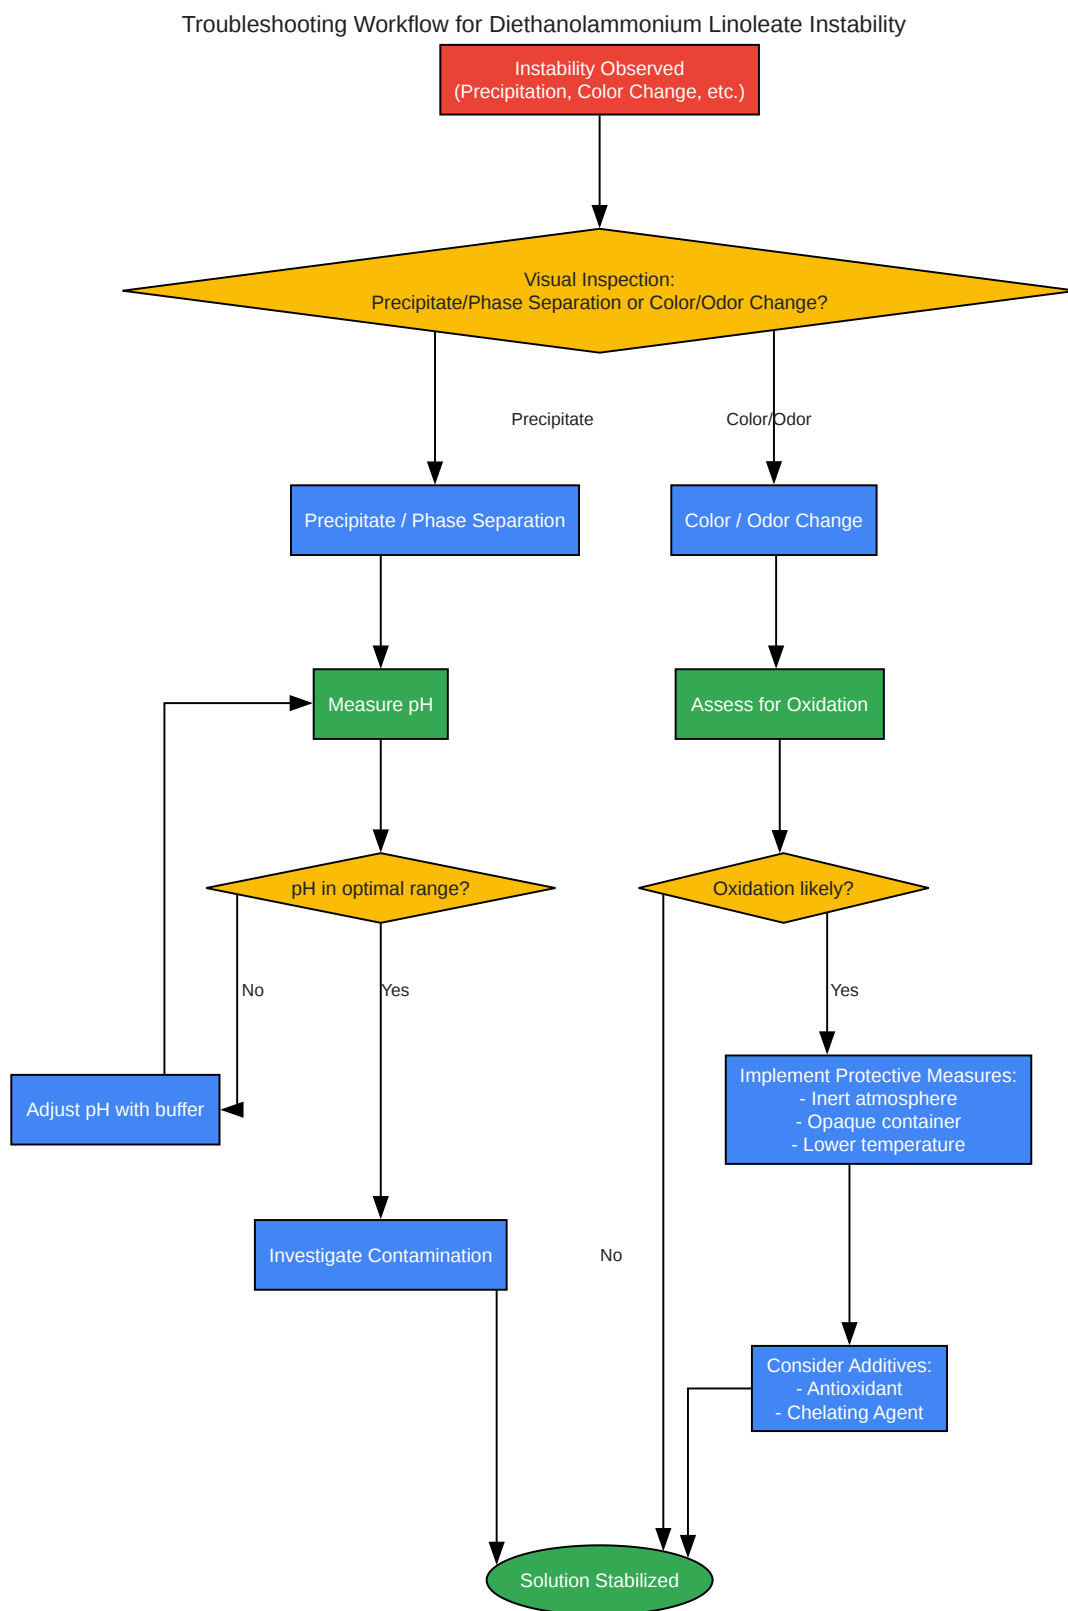 Troubleshooting Workflow for Diethanolammonium Linoleate Instability
Instability Observed
(Precipitation, Color Change, etc.)
Visual Inspection:
Precipitate/Phase Separation or Color/Odor Change?
Precipitate
Color/Odor
Precipitate / Phase Separation
Color / Odor Change
Measure pH
Assess for Oxidation
pH in optimal range?
Oxidation likely?
No
Yes
Yes
Adjust pH with buffer
Implement Protective Measures:
- Inert atmosphere
- Opaque container
- Lower temperature
Investigate Contamination
No
Consider Additives:
- Antioxidant
- Chelating Agent
Solution Stabilized